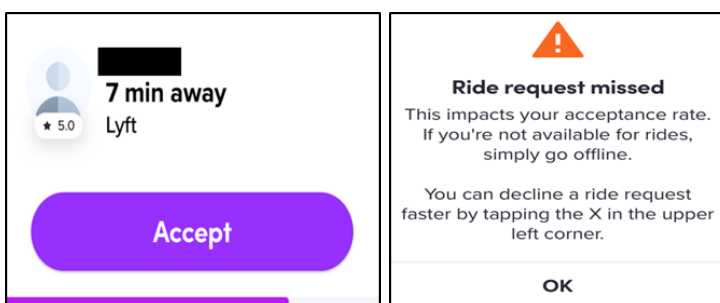 7 min away
★ 5.0
Lyft
Accept
Ride request missed
This impacts your acceptance rate.
If you're not available for rides,
simply go offline.
You can decline a ride request
faster by tapping the X in the upper
left corner.
OK